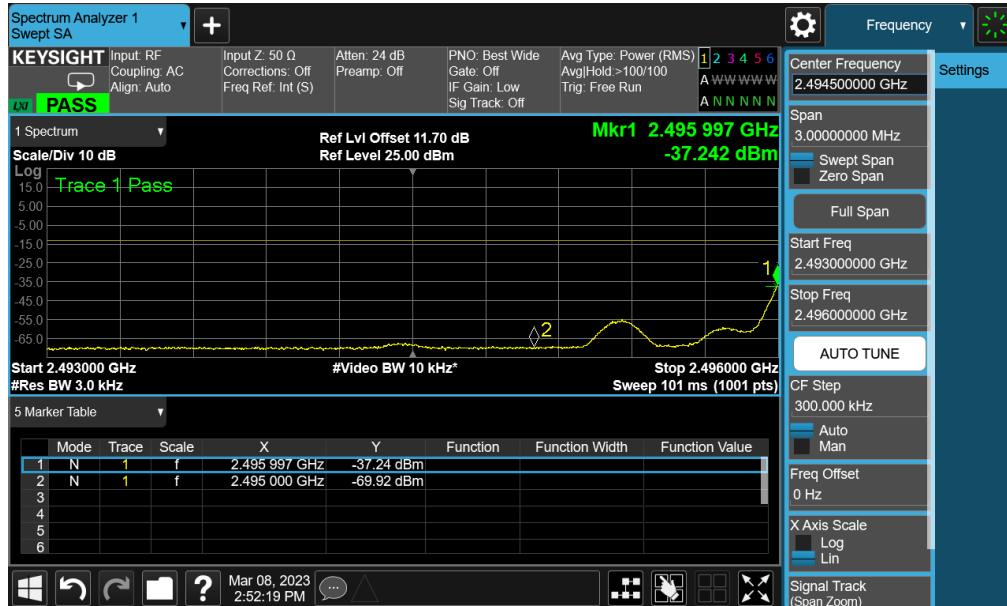 Spectrum Analyzer 1
Swept SA
+
Frequency
KEYSIGHT
Input: RF
Coupling: AC
Align: Auto
Input Z: 50 Ω
Corrections: Off
Freq Ref: Int (S)
Atten: 24 dB
Preamp: Off
PNO: Best Wide
Gate: Off
IF Gain: Low
Sig Track: Off
Avg Type: Power (RMS)
Avg|Hold:>100/100
Trig: Free Run
1 2 3 4 5 6
A W W W W W
A N N N N N
LXI PASS
1 Spectrum
Scale/Div 10 dB
Ref Lvl Offset 11.70 dB
Ref Level 25.00 dBm
Mkr1 2.495 997 GHz
-37.242 dBm
Log
Trace 1 Pass
15.0
5.00
-5.00
-15.0
-25.0
-35.0
-45.0
-55.0
-65.0
1
2
Start 2.493000 GHz
#Video BW 10 kHz*
Stop 2.496000 GHz
#Res BW 3.0 kHz
Sweep 101 ms (1001 pts)
5 Marker Table
Mode Trace Scale X Y Function Function Width Function Value
1 N 1 f 2.495 997 GHz -37.24 dBm
2 N 1 f 2.495 000 GHz -69.92 dBm
3
4
5
6
Center Frequency
2.494500000 GHz
Settings
Span
3.00000000 MHz
Swept Span
Zero Span
Full Span
Start Freq
2.493000000 GHz
Stop Freq
2.496000000 GHz
AUTO TUNE
CF Step
300.000 kHz
Auto
Man
Freq Offset
0 Hz
X Axis Scale
Log
Lin
Signal Track
(Span Zoom)
?
Mar 08, 2023
2:52:19 PM